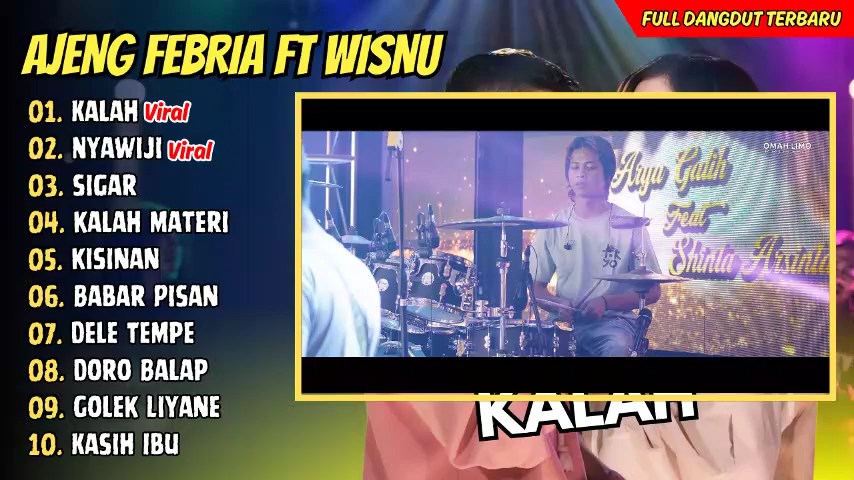 FULL DANGDUT TERBARU
AJENG FEBRIA FT WISNU
01. KALAH Viral
02. NYAWIJI Viral
03. SIGAR
04. KALAH MATERI
05. KISINAN
06. BABAR PISAN
07. DELE TEMPE
08. DORO BALAP
09. GOLEK LIYANE
10. KASIH IBU
OMAH LIMO
Arya Galih
Feat
Shinta Arsinta
KALAH